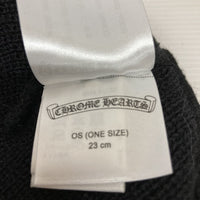 CHROME HEARTS
OS (ONE SIZE)
23 cm